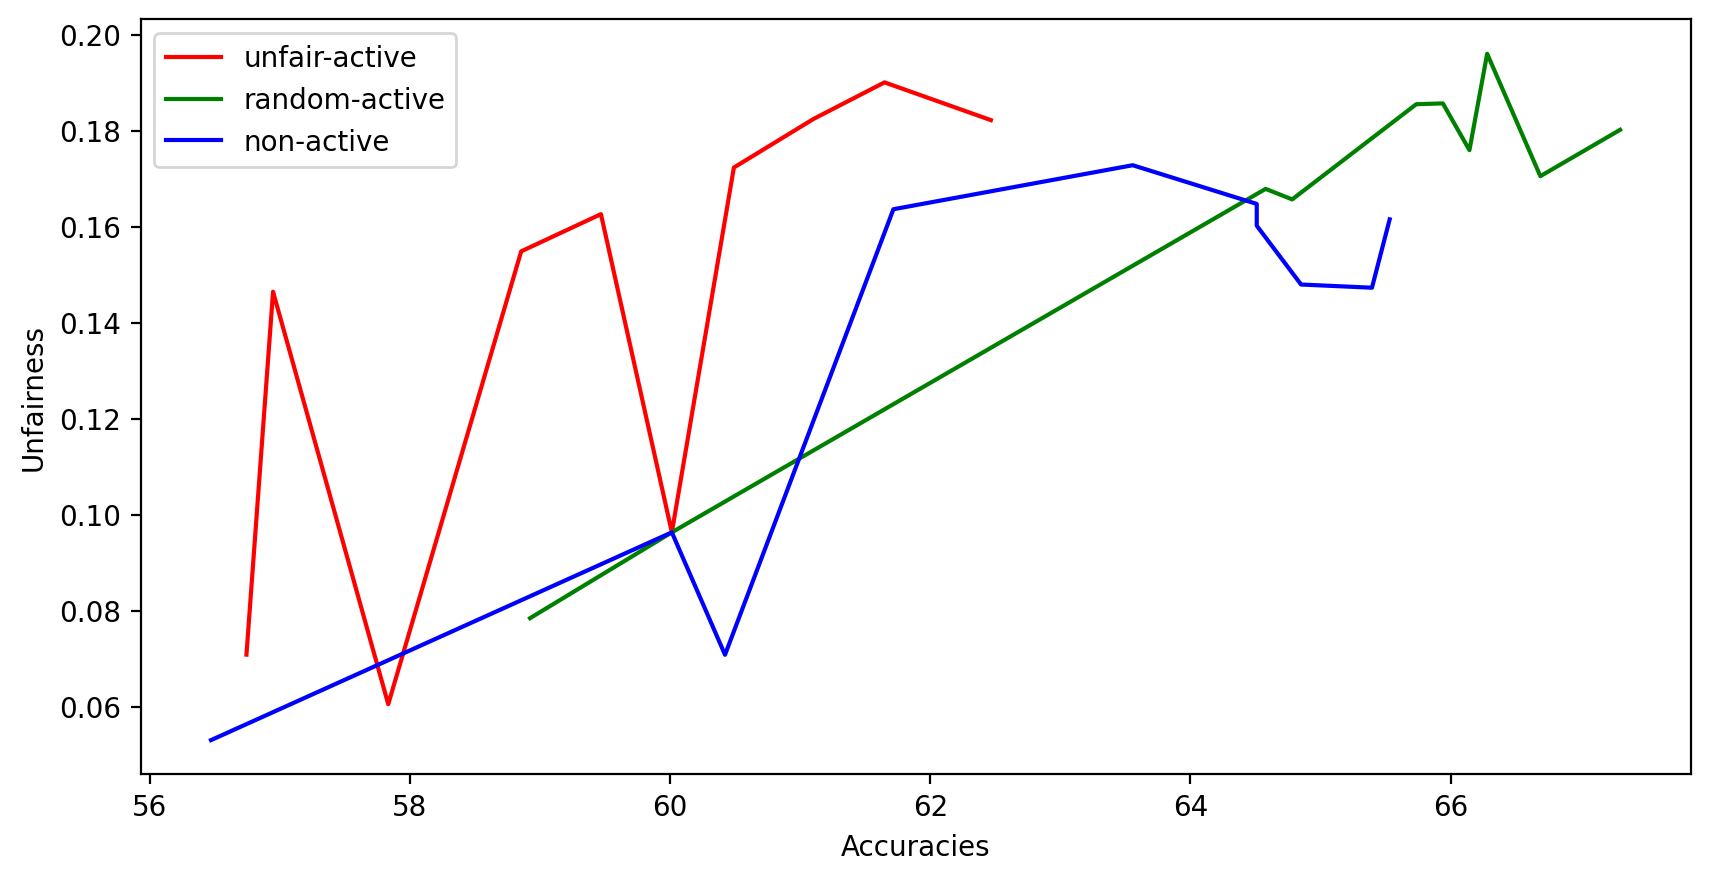 unfair-active
random-active
non-active
0.20
0.18
0.16
0.14
0.12
0.10
0.08
0.06
Unfairness
56 58 60 62 64 66
Accuracies